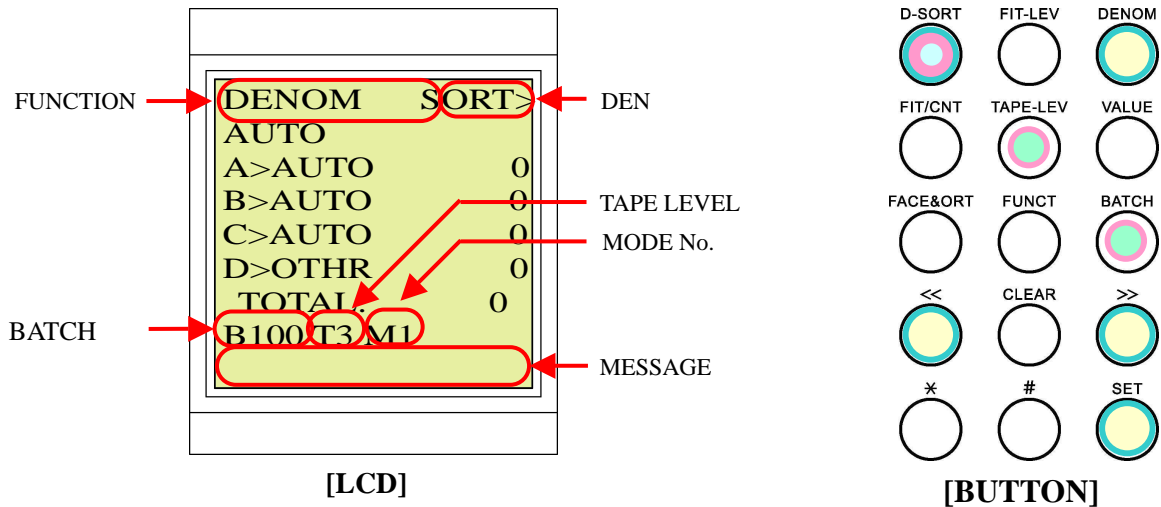 FUNCTION
DENOM SORT>
DEN
AUTO
A>AUTO 0
B>AUTO 0
C>AUTO 0
D>OTHR 0
TOTAL. 0
B100 T3 M1
TAPE LEVEL
MODE No.
BATCH
MESSAGE
[LCD]
D-SORT FIT-LEV DENOM
FIT/CNT TAPE-LEV VALUE
FACE&ORT FUNCT BATCH
<< CLEAR >>
* # SET
[BUTTON]